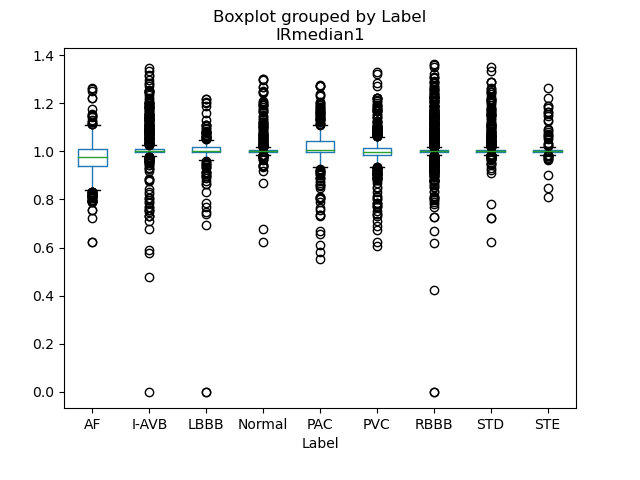 Boxplot grouped by Label
IRmedian1
1.4
1.2
1.0
0.8
0.6
0.4
0.2
0.0
AF I-AVB LBBB Normal PAC PVC RBBB STD STE
Label